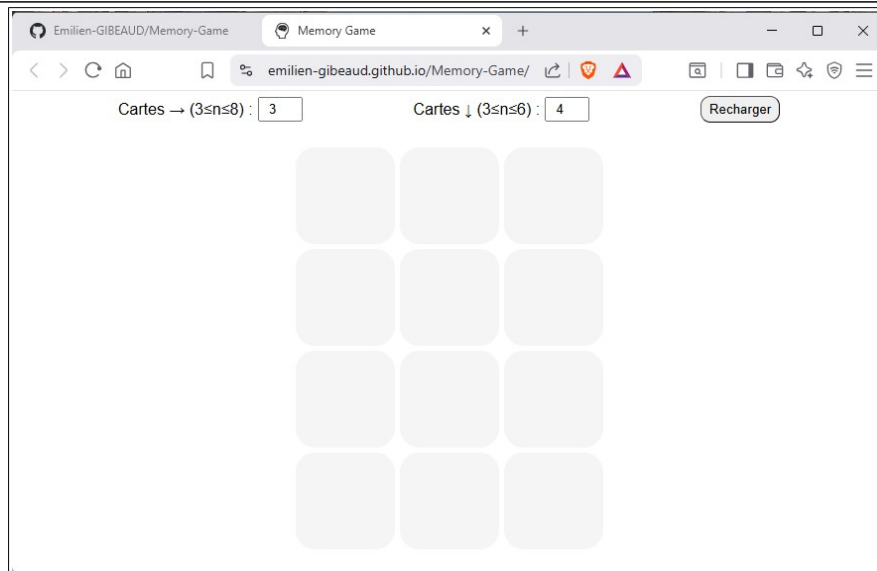 Emilien-GIBEAUD/Memory-Game
Memory Game
emilien-gibeaud.github.io/Memory-Game/
Cartes → (3≤n≤8) : 3
Cartes ↓ (3≤n≤6) : 4
Recharger